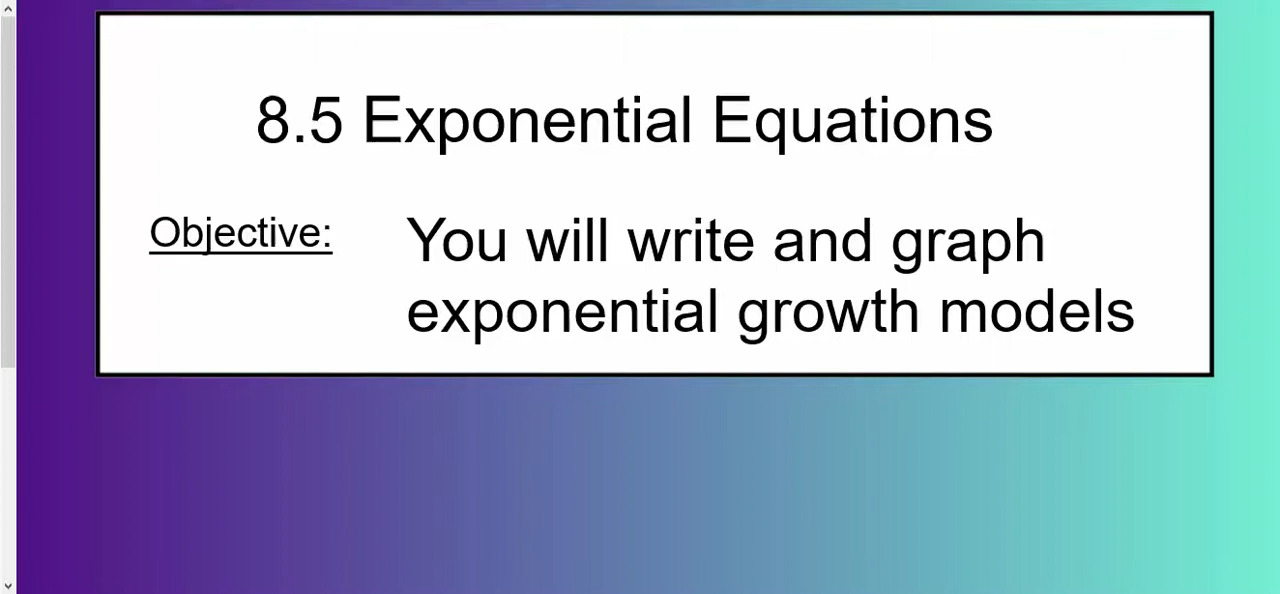 8.5 Exponential Equations
Objective:
You will write and graph
exponential growth models